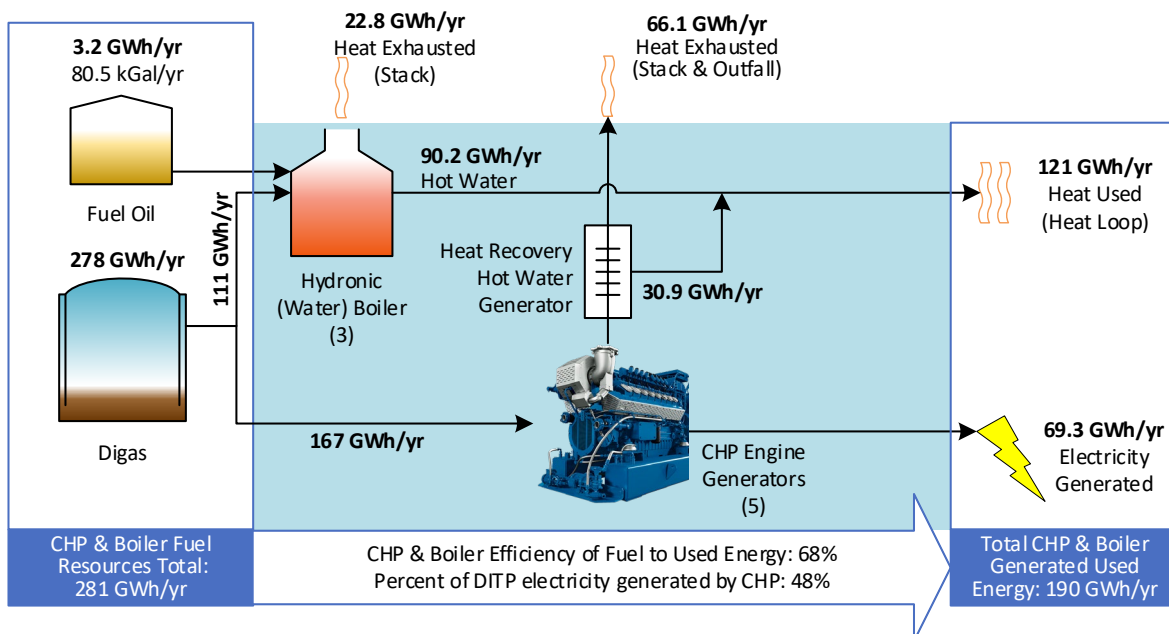 3.2 GWh/yr
80.5 kGal/yr
Fuel Oil
278 GWh/yr
Digas
111 GWh/yr
22.8 GWh/yr
Heat Exhausted
(Stack)
66.1 GWh/yr
Heat Exhausted
(Stack & Outfall)
90.2 GWh/yr
Hot Water
Hydronic
(Water) Boiler
(3)
Heat Recovery
Hot Water
Generator
30.9 GWh/yr
167 GWh/yr
CHP Engine
Generators
(5)
121 GWh/yr
Heat Used
(Heat Loop)
69.3 GWh/yr
Electricity
Generated
CHP & Boiler Fuel
Resources Total:
281 GWh/yr
CHP & Boiler Efficiency of Fuel to Used Energy: 68%
Percent of DITP electricity generated by CHP: 48%
Total CHP & Boiler
Generated Used
Energy: 190 GWh/yr